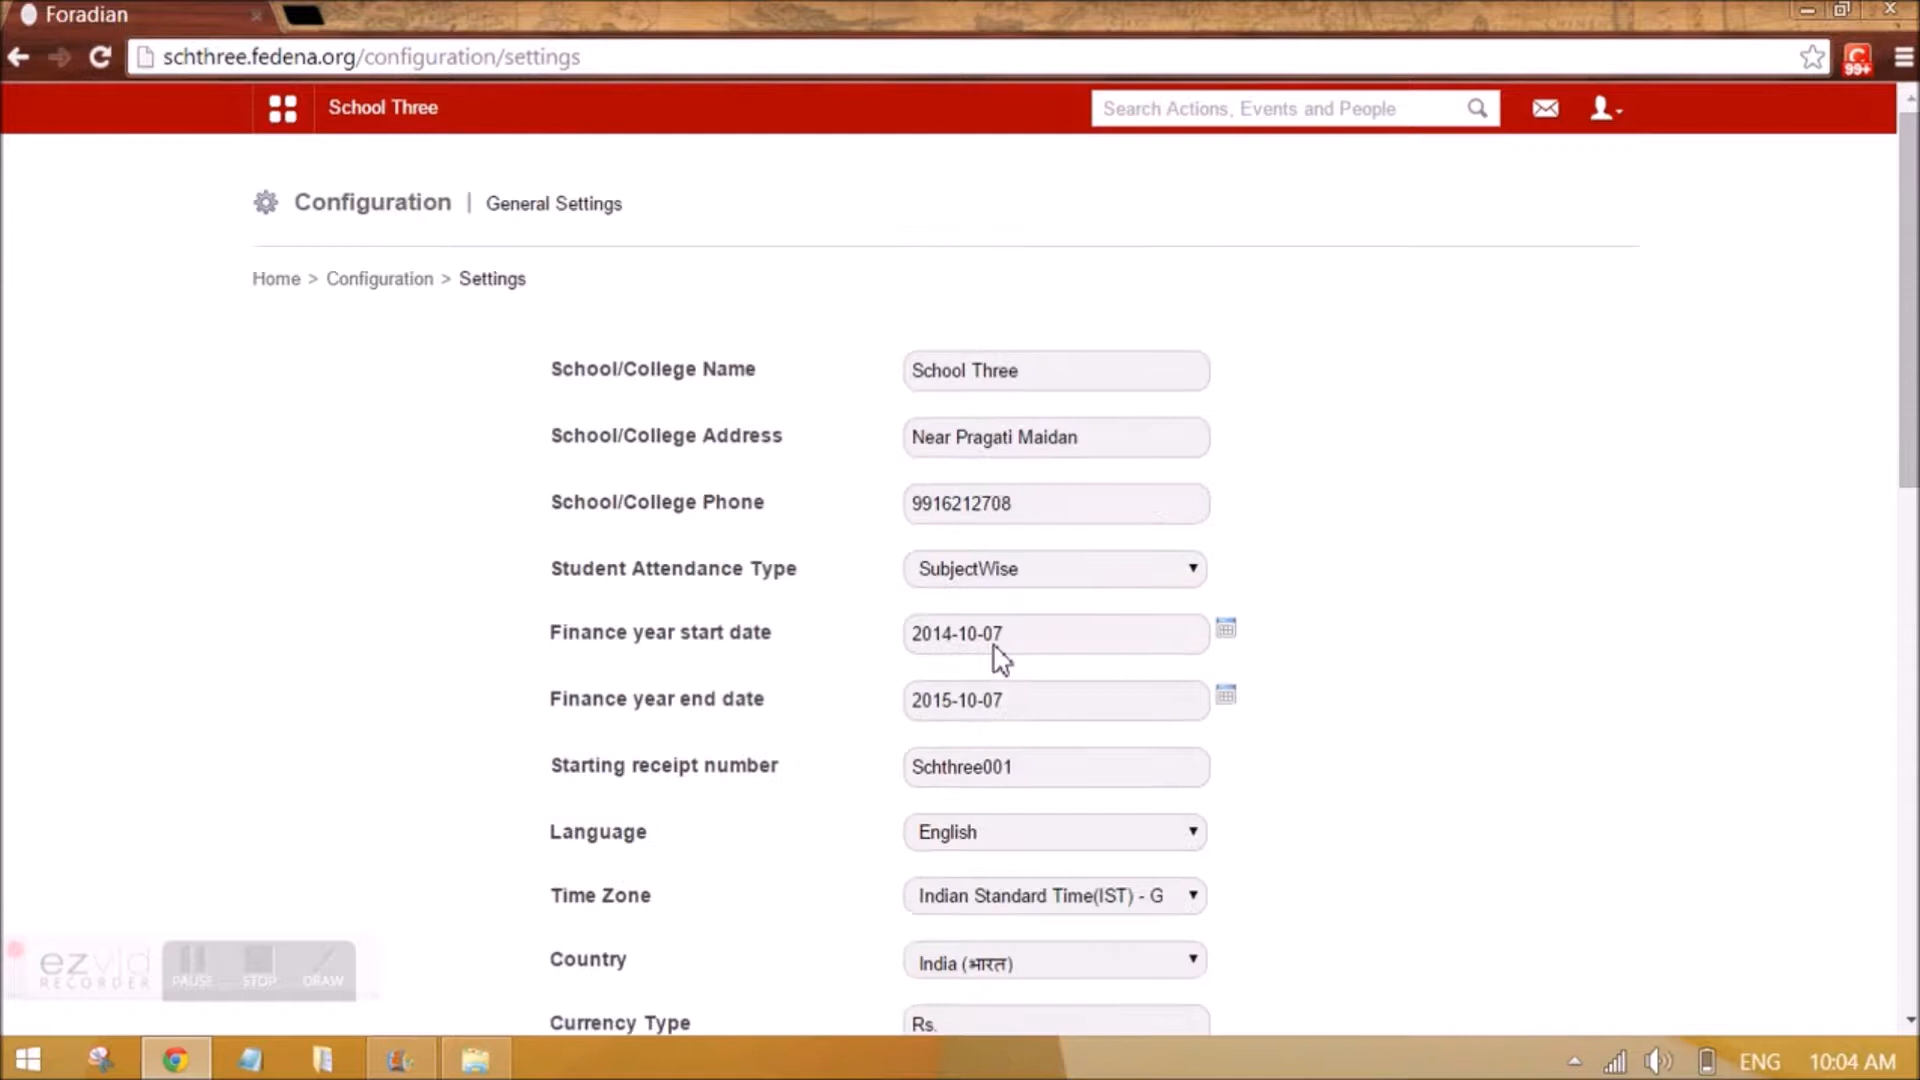 Foradian
schthree.fedena.org/configuration/settings
99+
School Three
Search Actions, Events and People
Configuration | General Settings
Home > Configuration > Settings
School/College Name School Three
School/College Address Near Pragati Maidan
School/College Phone 9916212708
Student Attendance Type SubjectWise
Finance year start date 2014-10-07
Finance year end date 2015-10-07
Starting receipt number Schthree001
Language English
Time Zone Indian Standard Time(IST) - G
Country India (भारत)
Currency Type Rs.
ezvid
RECORDER
PAUSE STOP DRAW
ENG 10:04 AM